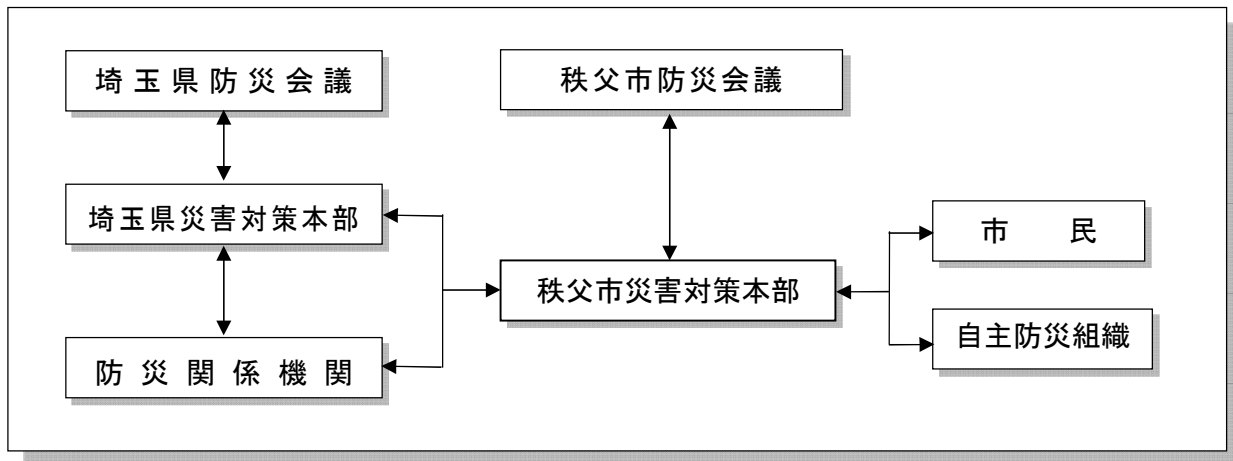 埼玉県防災会議
秩父市防災会議
埼玉県災害対策本部
市民
秩父市災害対策本部
自主防災組織
防災関係機関